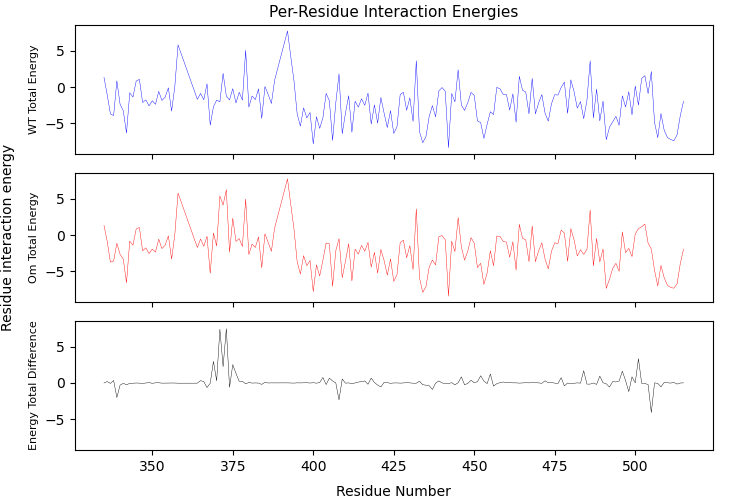 Per-Residue Interaction Energies
Residue interaction energy
WT Total Energy
5
0
−5
Om Total Energy
5
0
−5
Energy Total Difference
5
0
−5
350 375 400 425 450 475 500
Residue Number